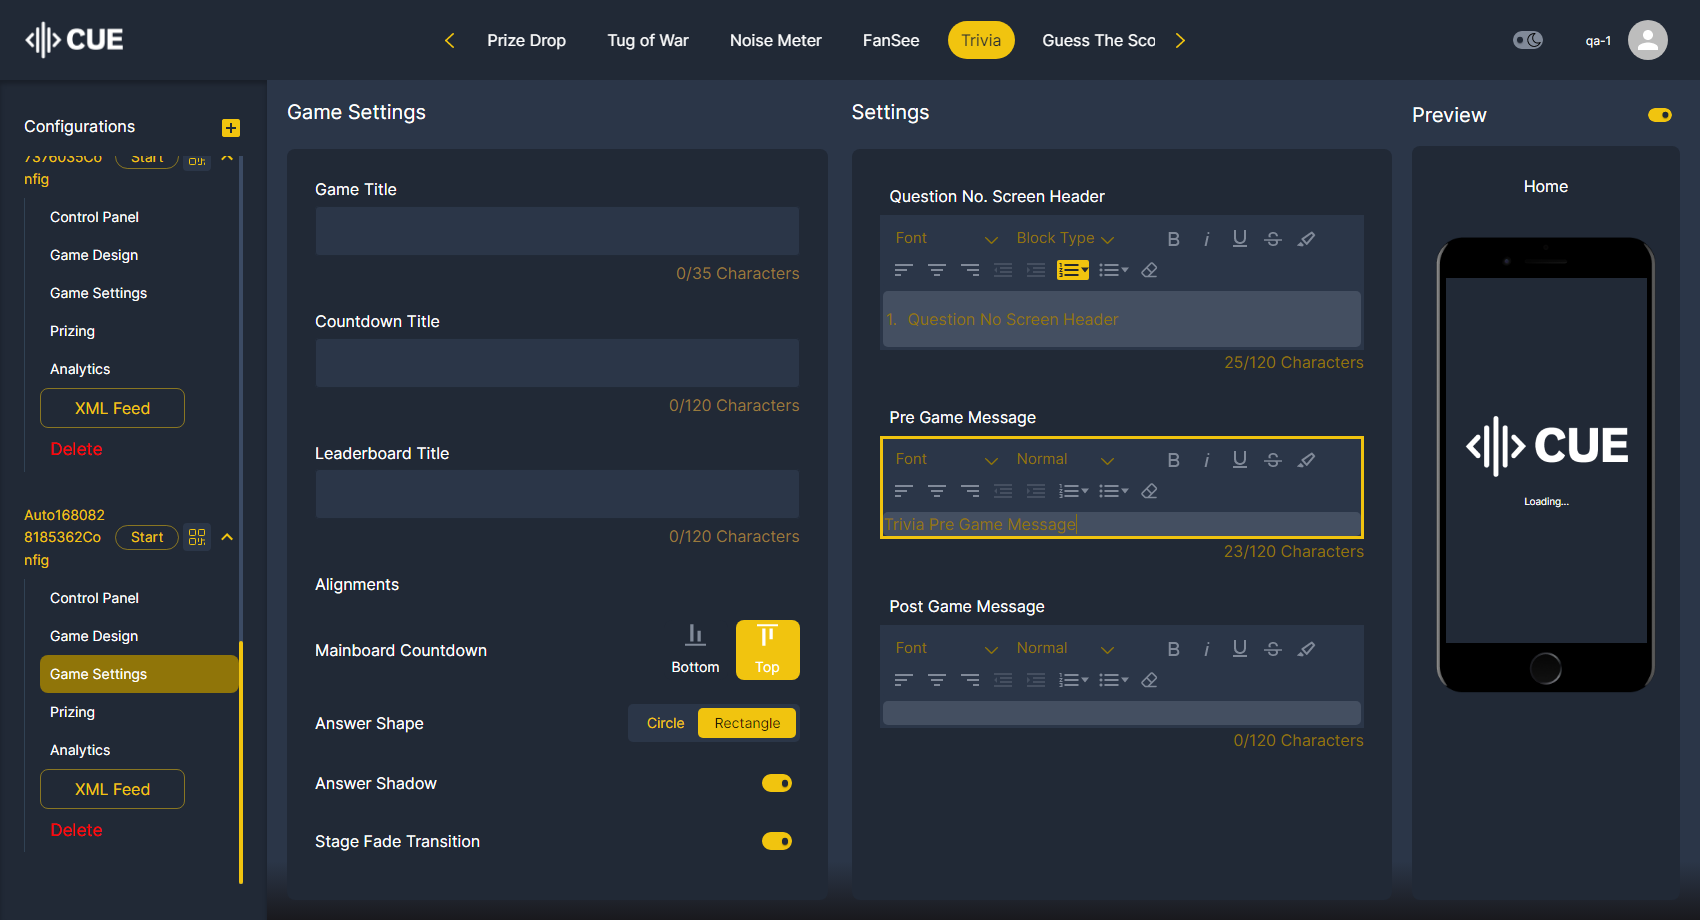 CUE
Prize Drop
Tug of War
Noise Meter
FanSee
Trivia
Guess The Sco
qa-1
Configurations
7376035Co
nfig
Start
Control Panel
Game Design
Game Settings
Prizing
Analytics
XML Feed
Delete
Auto168082
8185362Co
nfig
Start
Control Panel
Game Design
Game Settings
Prizing
Analytics
XML Feed
Delete
Game Settings
Game Title
0/35 Characters
Countdown Title
0/120 Characters
Leaderboard Title
0/120 Characters
Alignments
Mainboard Countdown
Bottom
Top
Answer Shape
Circle
Rectangle
Answer Shadow
Stage Fade Transition
Settings
Question No. Screen Header
Font
Block Type
B i U S
1. Question No Screen Header
25/120 Characters
Pre Game Message
Font
Normal
B i U S
Trivia Pre Game Message
23/120 Characters
Post Game Message
Font
Normal
B i U S
0/120 Characters
Preview
Home
CUE
Loading...